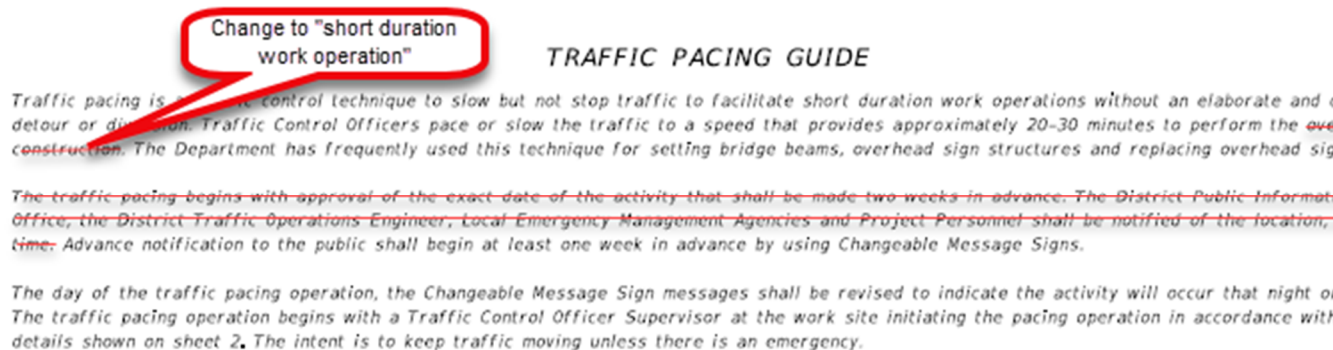 Change to "short duration
work operation"
TRAFFIC PACING GUIDE
Traffic pacing is a control technique to slow but not stop traffic to facilitate short duration work operations without an elaborate and
detour or diversion. Traffic Control Officers pace or slow the traffic to a speed that provides approximately 20-30 minutes to perform the
construction. The Department has frequently used this technique for setting bridge beams, overhead sign structures and replacing overhead
The traffic pacing begins with approval of the exact date of the activity that shall be made two weeks in advance. The District Public
Office, the District Traffic Operations Engineer, Local Emergency Management Agencies and Project Personnel shall be notified of the location,
time. Advance notification to the public shall begin at least one week in advance by using Changeable Message Signs.
The day of the traffic pacing operation, the Changeable Message Sign messages shall be revised to indicate the activity will occur that night
The traffic pacing operation begins with a Traffic Control Officer Supervisor at the work site initiating the pacing operation in accordance with
details shown on sheet 2. The intent is to keep traffic moving unless there is an emergency.